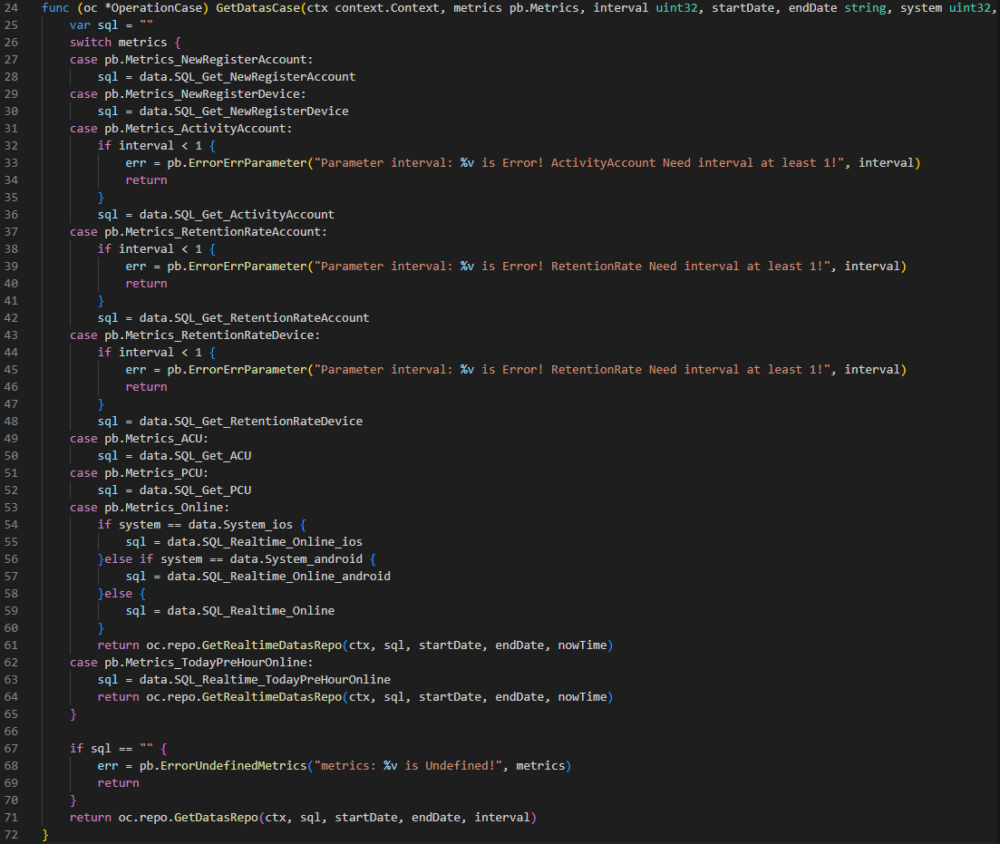 24 func (oc *OperationCase) GetDatasCase(ctx context.Context, metrics pb.Metrics, interval uint32, startDate, endDate string, system uint32,
25     var sql = ""
26     switch metrics {
27     case pb.Metrics_NewRegisterAccount:
28         sql = data.SQL_Get_NewRegisterAccount
29     case pb.Metrics_NewRegisterDevice:
30         sql = data.SQL_Get_NewRegisterDevice
31     case pb.Metrics_ActivityAccount:
32         if interval < 1 {
33             err = pb.ErrorErrParameter("Parameter interval: %v is Error! ActivityAccount Need interval at least 1!", interval)
34             return
35         }
36         sql = data.SQL_Get_ActivityAccount
37     case pb.Metrics_RetentionRateAccount:
38         if interval < 1 {
39             err = pb.ErrorErrParameter("Parameter interval: %v is Error! RetentionRate Need interval at least 1!", interval)
40             return
41         }
42         sql = data.SQL_Get_RetentionRateAccount
43     case pb.Metrics_RetentionRateDevice:
44         if interval < 1 {
45             err = pb.ErrorErrParameter("Parameter interval: %v is Error! RetentionRate Need interval at least 1!", interval)
46             return
47         }
48         sql = data.SQL_Get_RetentionRateDevice
49     case pb.Metrics_ACU:
50         sql = data.SQL_Get_ACU
51     case pb.Metrics_PCU:
52         sql = data.SQL_Get_PCU
53     case pb.Metrics_Online:
54         if system == data.System_ios {
55             sql = data.SQL_Realtime_Online_ios
56         }else if system == data.System_android {
57             sql = data.SQL_Realtime_Online_android
58         }else {
59             sql = data.SQL_Realtime_Online
60         }
61         return oc.repo.GetRealtimeDatasRepo(ctx, sql, startDate, endDate, nowTime)
62     case pb.Metrics_TodayPreHourOnline:
63         sql = data.SQL_Realtime_TodayPreHourOnline
64         return oc.repo.GetRealtimeDatasRepo(ctx, sql, startDate, endDate, nowTime)
65     }
66
67     if sql == "" {
68         err = pb.ErrorUndefinedMetrics("metrics: %v is Undefined!", metrics)
69         return
70     }
71     return oc.repo.GetDatasRepo(ctx, sql, startDate, endDate, interval)
72 }